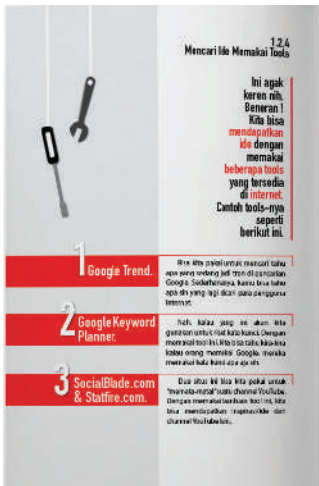 1.2.4
Mencari Ide Memakai Tools
Ini agak
keren nih.
Beneran !
Kita bisa
mendapatkan
ide dengan
memakai
beberapa tools
yang tersedia
di internet.
Contoh tools-nya
seperti
berikut ini.
1 Google Trend.
Bisa kita pakai untuk mencari tahu
apa yang sedang jadi tren di pencarian
Google. Sederhananya, kamu bisa tahu
apa sih yang lagi dicari para pengguna
internet.
2 Google Keyword
Planner.
Nah, kalau yang ini akan kita
gunakan untuk riset kata kunci. Dengan
memakai tool ini, kita bisa tahu kira-kira
kalau orang memakai Google, mereka
memakai kata kunci apa aja sih.
3 SocialBlade.com
& Statfire.com.
Dua situs ini bisa kita pakai untuk
"memata-matai" suatu channel YouTube.
Dengan memakai bantuan tool ini, kita
bisa mendapatkan inspirasi/ide dari
channel YouTube lain.